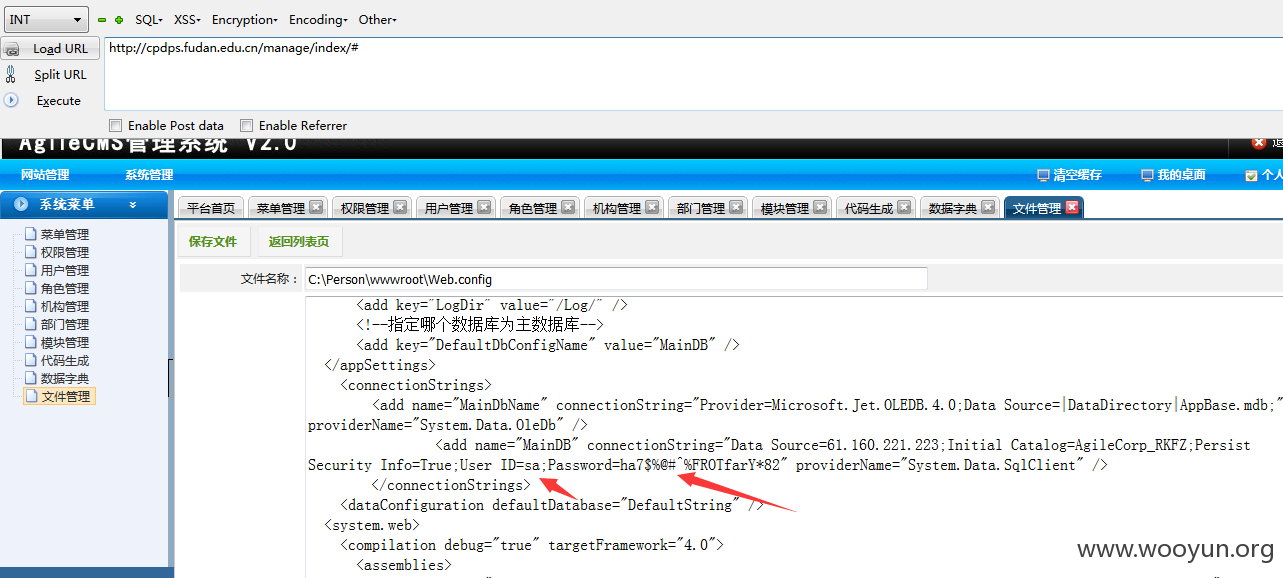 INT SQL- XSS- Encryption- Encoding- Other-
Load URL http://cpdps.fudan.edu.cn/manage/index/#
Split URL
Execute
Enable Post data Enable Referrer
AgileCMS管理系统 V2.0
网站管理 系统管理 清空缓存 我的桌面 个人
系统菜单
平台首页 菜单管理 权限管理 用户管理 角色管理 机构管理 部门管理 模块管理 代码生成 数据字典 文件管理
菜单管理
权限管理
用户管理
角色管理
机构管理
部门管理
模块管理
代码生成
数据字典
文件管理
保存文件 返回列表页
文件名称: C:\Person\wwwroot\Web.config
<add key="LogDir" value="/Log/" />
<!--指定哪个数据库为主数据库-->
<add key="DefaultDbConfigName" value="MainDB" />
</appSettings>
<connectionStrings>
<add name="MainDbName" connectionString="Provider=Microsoft.Jet.OLEDB.4.0;Data Source=|DataDirectory|AppBase.mdb;"
providerName="System.Data.OleDb" />
<add name="MainDB" connectionString="Data Source=61.160.221.223;Initial Catalog=AgileCorp_RKFZ;Persist
Security Info=True;User ID=sa;Password=ha7$%@#^%FROTfarY*82" providerName="System.Data.SqlClient" />
</connectionStrings>
<dataConfiguration defaultDatabase="DefaultString" />
<system.web>
<compilation debug="true" targetFramework="4.0">
<assemblies>
www.wooyun.org